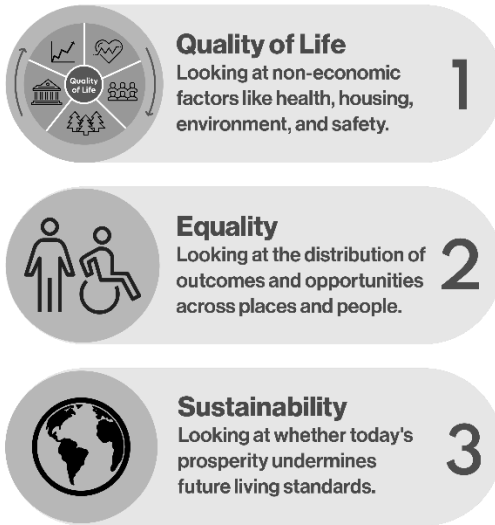 Quality
of Life
Quality of Life
Looking at non-economic
factors like health, housing,
environment, and safety.
1
Equality
Looking at the distribution of
outcomes and opportunities
across places and people.
2
Sustainability
Looking at whether today's
prosperity undermines
future living standards.
3